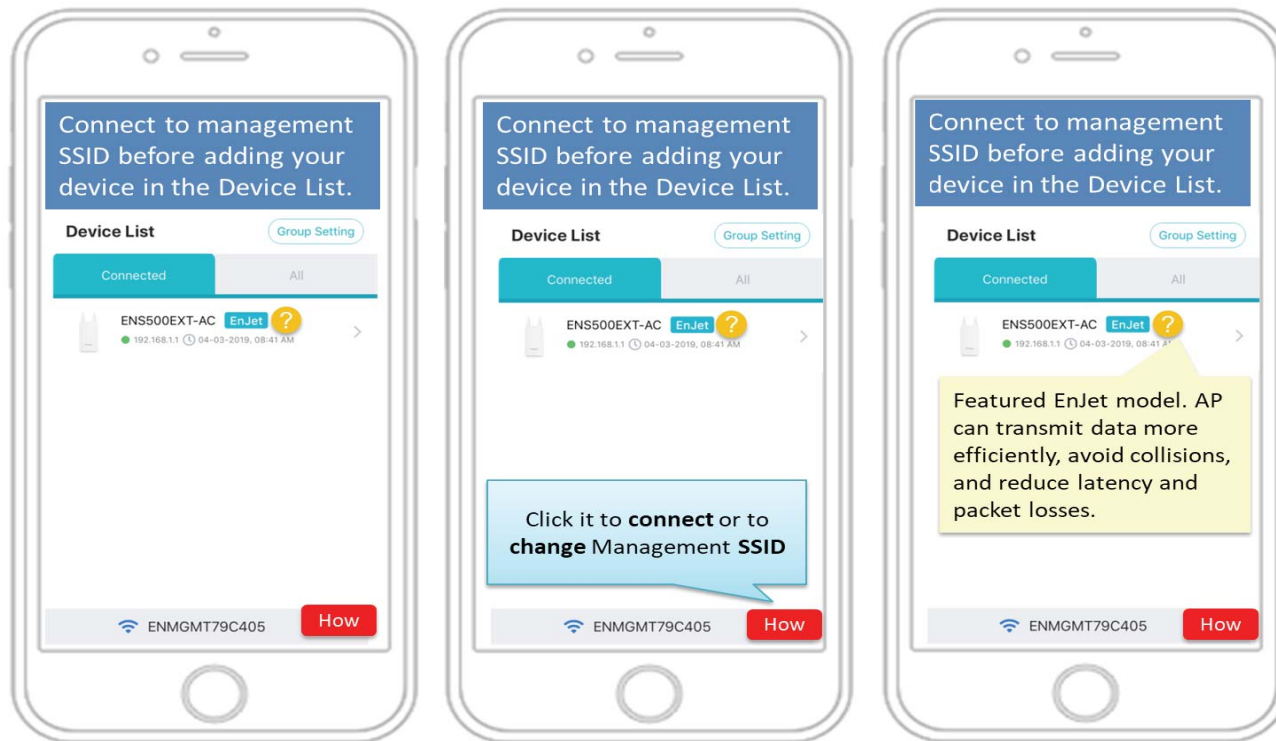 Connect to management
SSID before adding your
device in the Device List.
Device List
Group Setting
Connected
All
ENS500EXT-AC EnJet ?
192.168.1.1 04-03-2019, 08:41 AM
ENMGMT79C405
How
Connect to management
SSID before adding your
device in the Device List.
Device List
Group Setting
Connected
All
ENS500EXT-AC EnJet ?
192.168.1.1 04-03-2019, 08:41 AM
Click it to connect or to
change Management SSID
ENMGMT79C405
How
Connect to management
SSID before adding your
device in the Device List.
Device List
Group Setting
Connected
All
ENS500EXT-AC EnJet ?
192.168.1.1 04-03-2019, 08:41
Featured EnJet model. AP
can transmit data more
efficiently, avoid collisions,
and reduce latency and
packet losses.
ENMGMT79C405
How